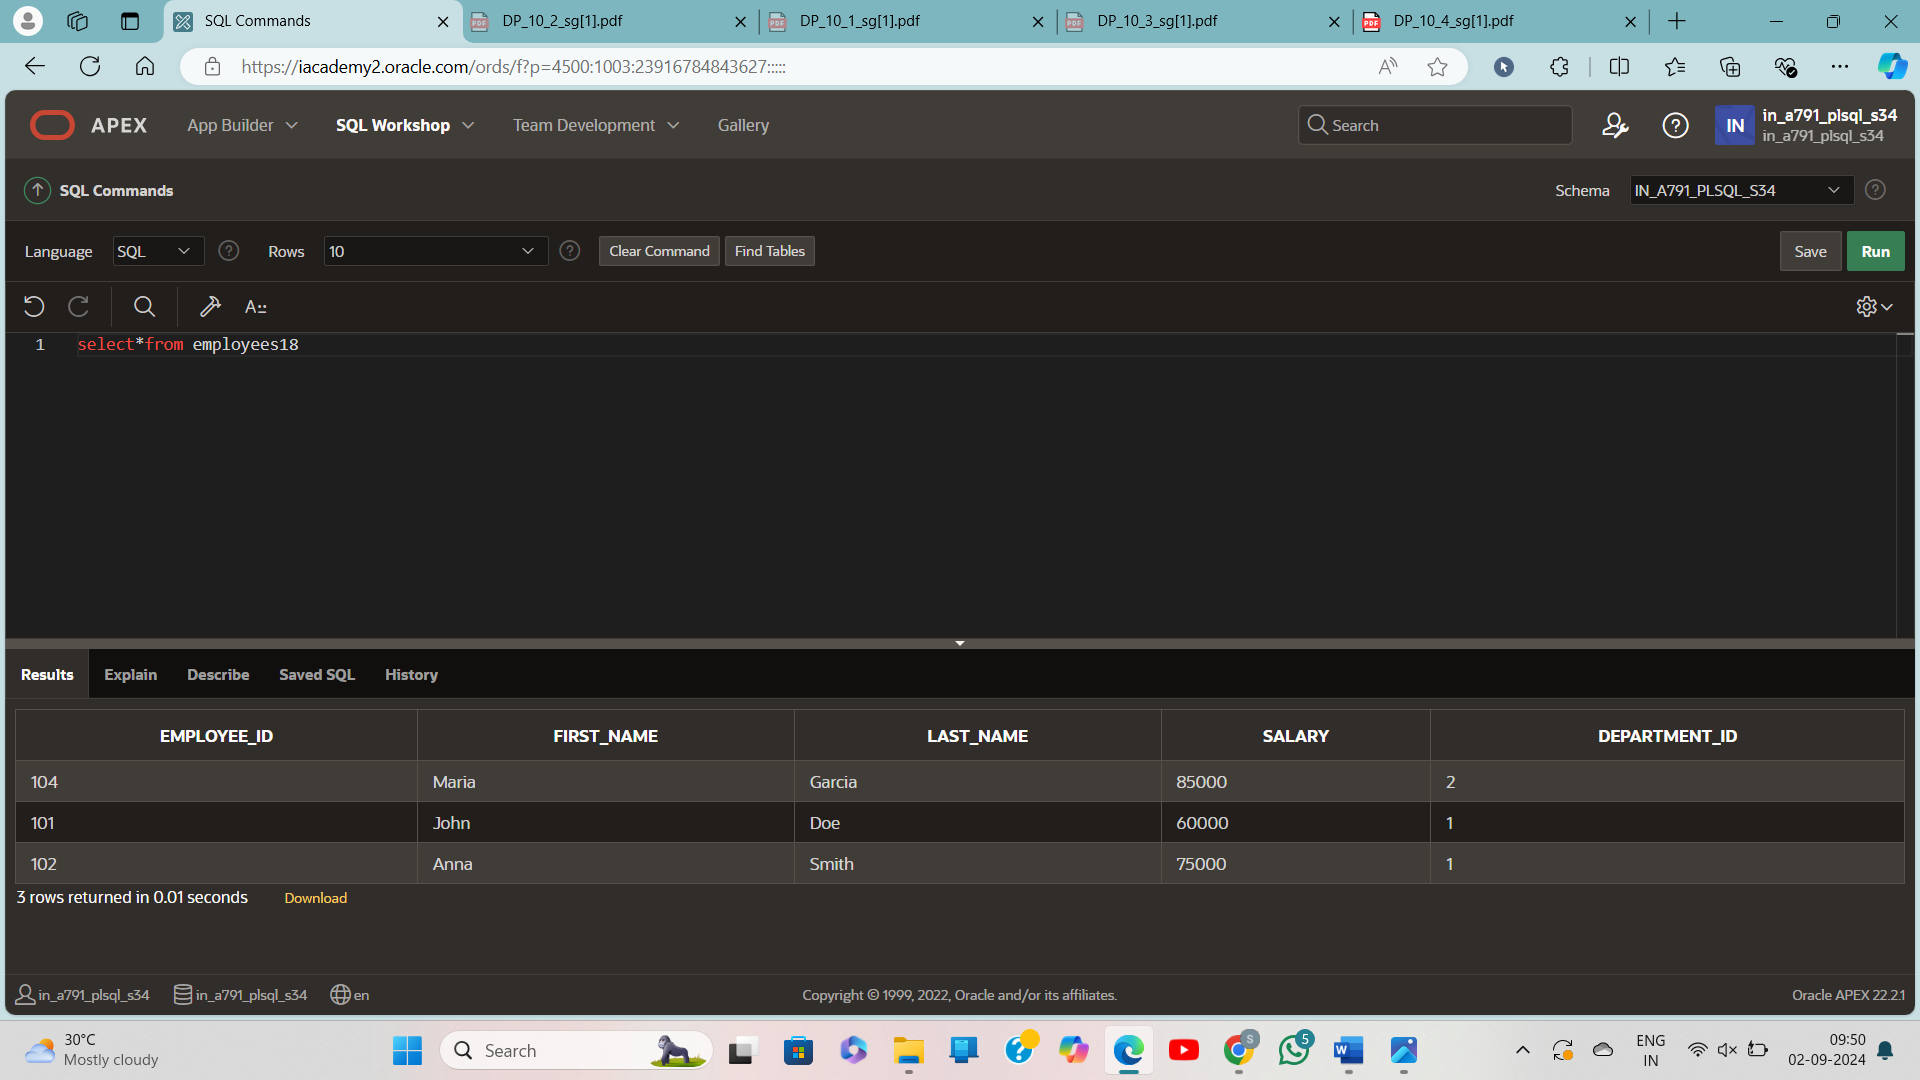 SQL Commands
DP_10_2_sg[1].pdf
DP_10_1_sg[1].pdf
DP_10_3_sg[1].pdf
DP_10_4_sg[1].pdf
https://iacademy2.oracle.com/ords/f?p=4500:1003:23916784843627:::::
APEX
App Builder
SQL Workshop
Team Development
Gallery
Search
IN
in_a791_plsql_s34
in_a791_plsql_s34
SQL Commands
Schema
IN_A791_PLSQL_S34
Language
SQL
Rows
10
Clear Command
Find Tables
Save
Run
1 select*from employees18
Results
Explain
Describe
Saved SQL
History
EMPLOYEE_ID FIRST_NAME LAST_NAME SALARY DEPARTMENT_ID
104 Maria Garcia 85000 2
101 John Doe 60000 1
102 Anna Smith 75000 1
3 rows returned in 0.01 seconds Download
in_a791_plsql_s34
in_a791_plsql_s34
en
Copyright © 1999, 2022, Oracle and/or its affiliates.
Oracle APEX 22.2.1
30°C
Mostly cloudy
Search
S
5
ENG
IN
09:50
02-09-2024